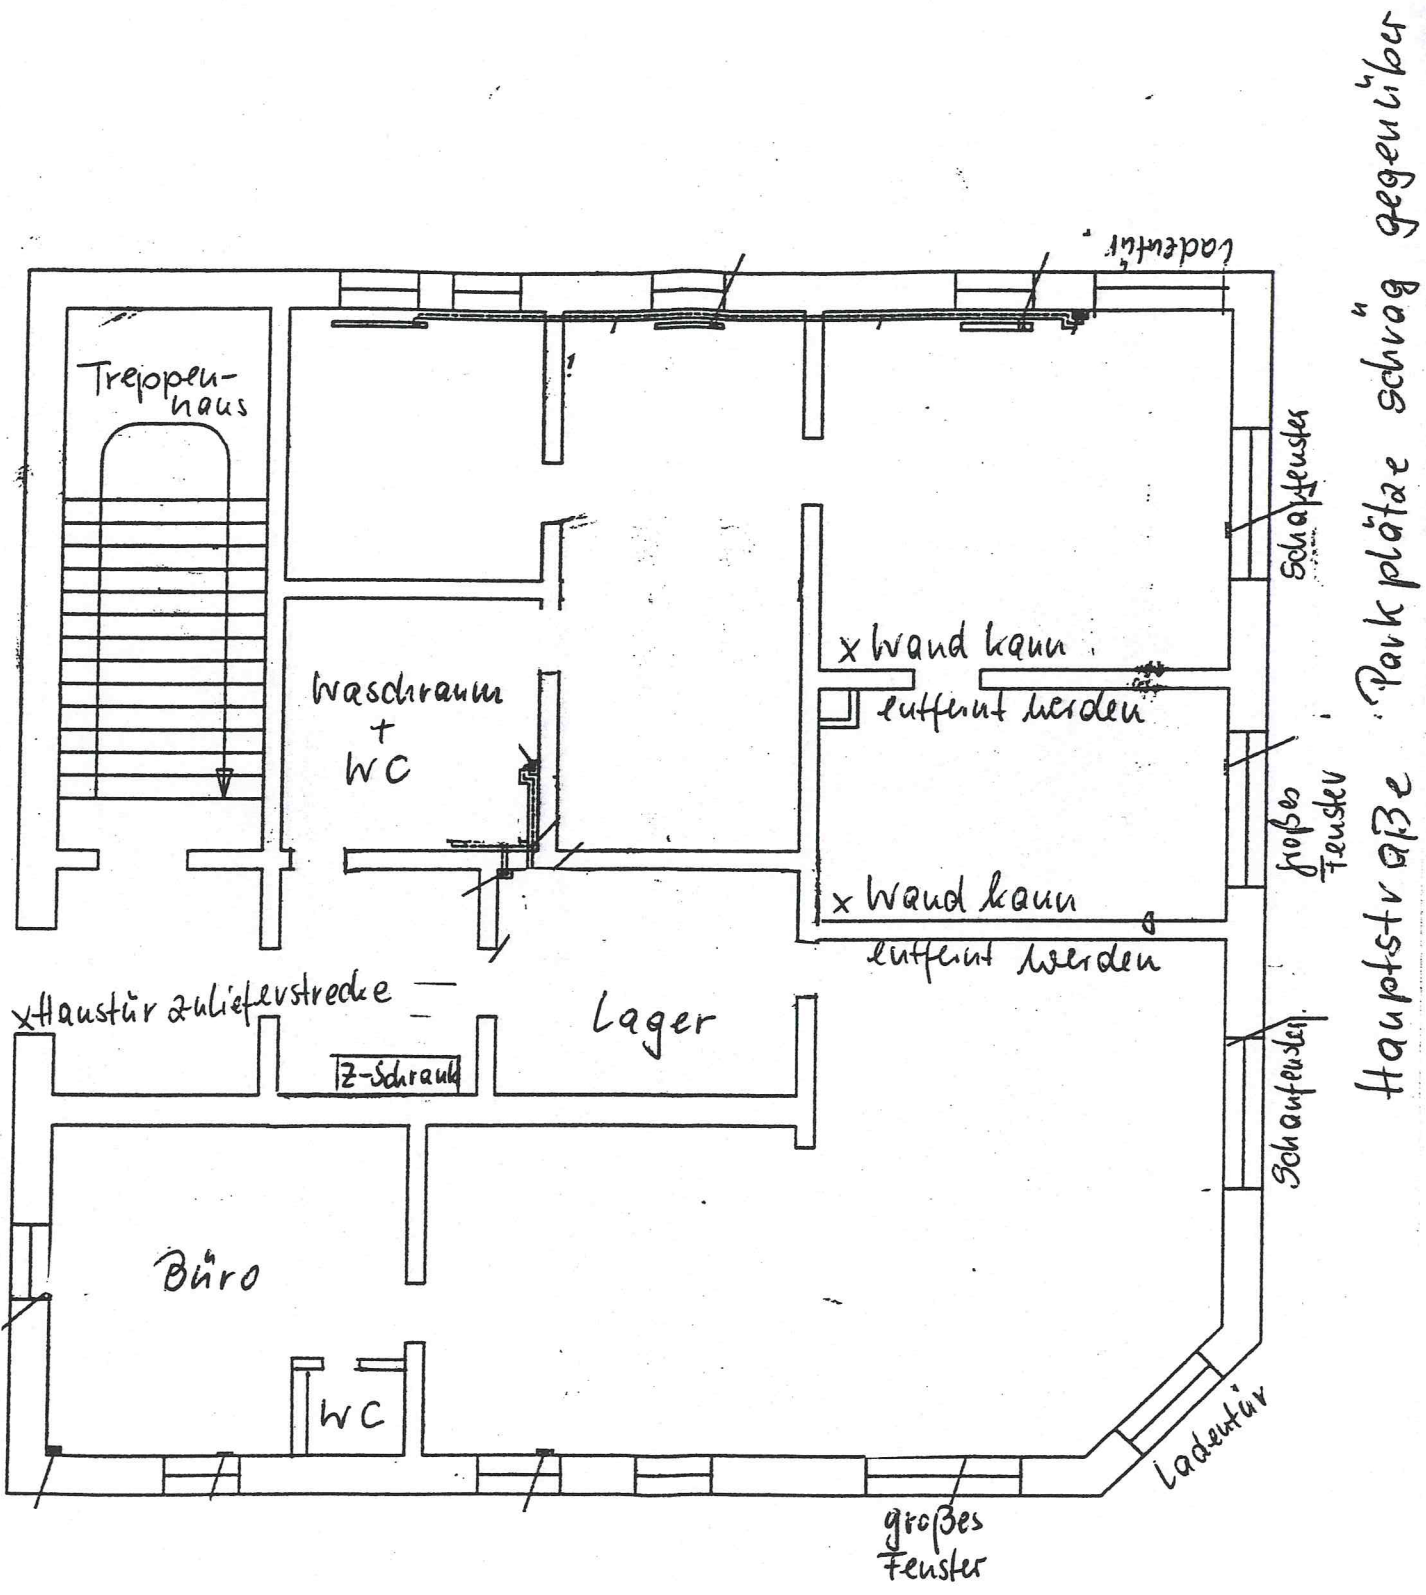 Ladentür
Treppen-
haus
Schaufenster
x Wand kann
entfernt werden
Waschraum
+
WC
großes
Fenster
x Wand kann
entfernt werden
xHaustür zulieferstrecke
Lager
Z-Schrank
Schaufenster
Büro
WC
Ladentür
großes
Fenster
Hauptstraße Parkplätze schräg gegenüber